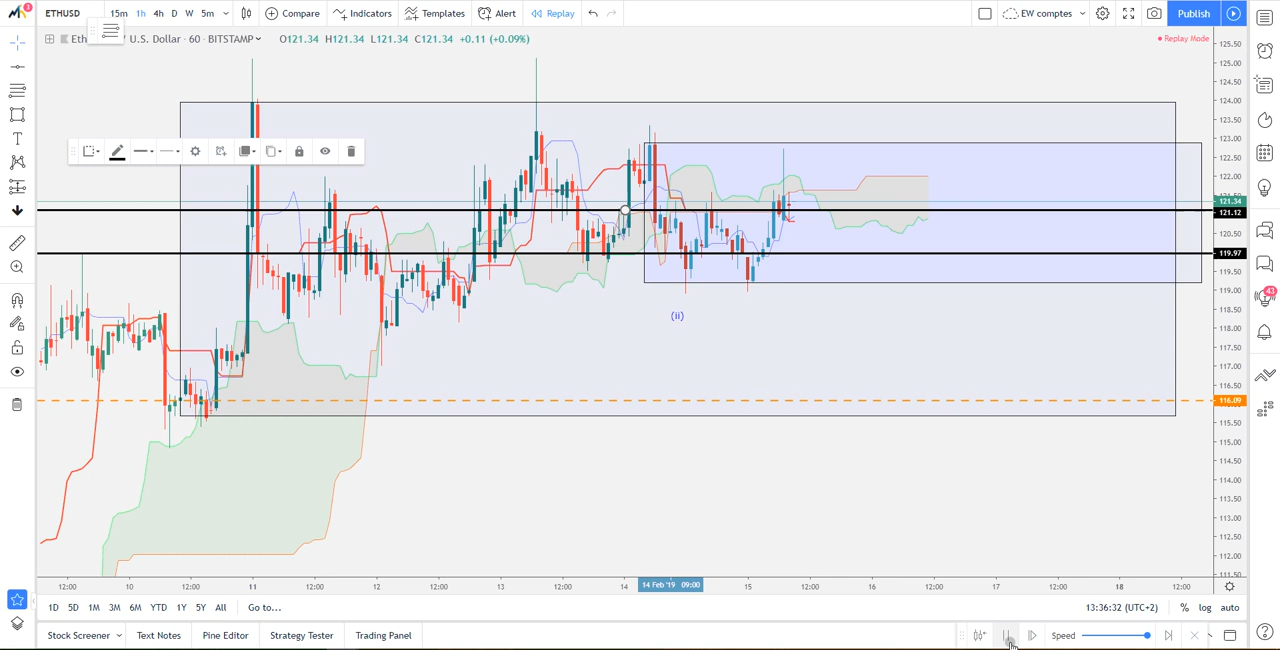 1
ETHUSD
15m 1h 4h D W 5m
Compare
Indicators
Templates
Alert
Replay
EW comptes
Publish
Eth U.S. Dollar · 60 · BITSTAMP
O121.34 H121.34 L121.34 C121.34 +0.11 (+0.09%)
Replay Mode
125.50
125.00
124.50
124.00
123.50
123.00
122.50
122.00
121.34
121.12
120.50
119.97
119.50
119.00
118.50
118.00
117.50
117.00
116.50
116.09
115.50
115.00
114.50
114.00
113.50
113.00
112.50
112.00
111.50
(ii)
43
12:00 10 12:00 11 12:00 12 12:00 13 12:00 14 14 Feb '19 09:00 15 12:00 16 12:00 17 12:00 18 12:00
1D 5D 1M 3M 6M YTD 1Y 5Y All Go to...
13:36:32 (UTC+2) % log auto
Stock Screener Text Notes Pine Editor Strategy Tester Trading Panel
Speed